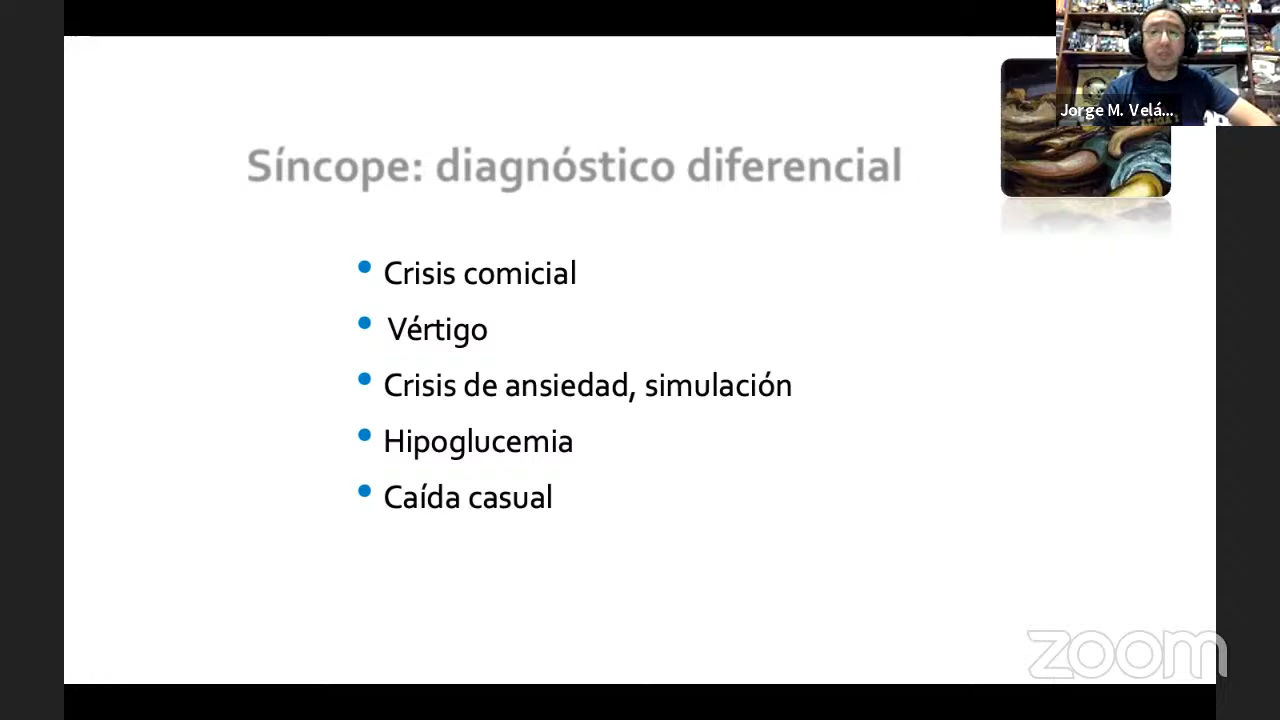 Jorge M. Velá...
Síncope: diagnóstico diferencial
• Crisis comicial
• Vértigo
• Crisis de ansiedad, simulación
• Hipoglucemia
• Caída casual
zoom